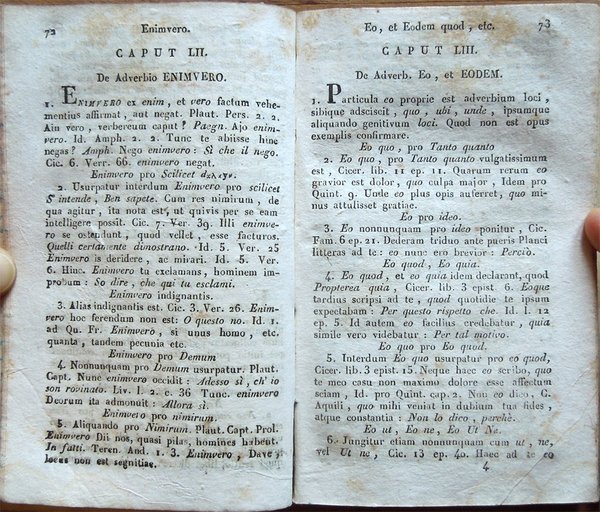 72 Enimvero.
CAPUT LII.
De Adverbio ENIMVERO.
1. ENIMVERO ex enim, et vero factum vehe-
mentius affirmat, aut negat. Plaut. Pers. 2. 2.
Ain vero, verbereum caput? Paegn. Ajo enim-
vero. Id. Amph. 2. 2. Tunc te abiisse hinc
negas? Amph. Nego enimvero: Sì che il nego.
Cic. 6. Verr. 66. enimvero negat.
Enimvero pro Scilicet
2. Usurpatur interdum Enimvero pro scilicet
S' intende, Ben sapete. Cum res nimirum, de
qua agitur, ita nota est, ut quivis per se eam
intelligere possit. Cic. 7. Ver. 39. Illi enimve-
ro se ostendunt, quod vellet, esse facturos.
Quelli certamente dimostrano. Id. 5. Ver. 25
Enimvero is deridere, ac mirari. Id. 5. Ver.
6. Hinc. Enimvero tu exclamans, hominem im-
probum: So dire, che qui tu esclami.
Enimvero indignantis.
3. Alias indignantis est. Cic. 3. Ver. 26. Enim-
vero hoc ferendum non est: O questo no. Id. 1.
ad Qu. Fr. Enimvero, si unus homo, etc.
quanta, tandem pecunia etc.
Enimvero pro Demum
4. Nonnunquam pro Demum usurpatur. Plaut.
Capt. Nunc enimvero occidit: Adesso sì, ch' io
son rovinato. Liv. l. 2. c. 36 Tunc. enimvero
Deorum ita admonuit: Allora sì.
Enimvero pro nimirum.
5. Aliquando pro Nimirum. Plaut. Capt. Prol.
Enimvero Dii nos, quasi pilas, homines habent.
In fatti. Teren. And. 1. 3. Enimvero, Dave,
locus non est segnitiae.
Eo, et Eodem quod, etc. 73
CAPUT LIII.
De Adverb. Eo, et EODEM.
1. Particula eo proprie est adverbium loci,
sibique adsciscit, quo, ubi, unde, ipsumque
aliquando genitivum loci. Quod non est opus
exemplis confirmare.
Eo quo, pro Tanto quanto
2. Eo quo, pro Tanto quanto vulgatissimum
est, Cicer. lib. 11 ep. 11. Quarum rerum eo
gravior est dolor, quo culpa major, Idem pro
Quint. 9. Unde eo plus opis auferret, quo mi-
nus attulisset gratiae.
Eo pro ideo.
3. Eo nonnunquam pro ideo ponitur, Cic.
Fam. 6 ep. 21. Dederam triduo ante pueris Planci
litteras ad te: eo nunc ero brevior: Perciò.
Eo quod, Eo quia.
4. Eo quod, et eo quia idem declarant, quod
Propterea quia, Cicer. lib. 3 epist. 6. Eoque
tardius scripsi ad te, quod quotidie te ipsum
expectabam: Per questo rispetto che. Id l. 12
ep. 5. Id autem eo facilius credebatur, quia
simile vero videbatur: Per tal motivo.
Eo quo pro Eo quod.
5. Interdum Eo quo usurpatur pro eo quod,
Cicer. lib. 3 epist. 15. Neque haec eo scribo, quo
te meo casu non maximo dolore esse affectum
sciam, Id. pro Quint. cap. 2. Non eo dico, C.
Aquili, quo mihi veniat in dubium tua fides,
atque constantia: Non lo dico, perchè.
Eo ut, Eo ne, Eo Ut Ne.
6. Jungitur etiam nonnunquam cum ut, ne,
vel Ut ne, Cic. 13 ep. 40. Haec ad te eo
4